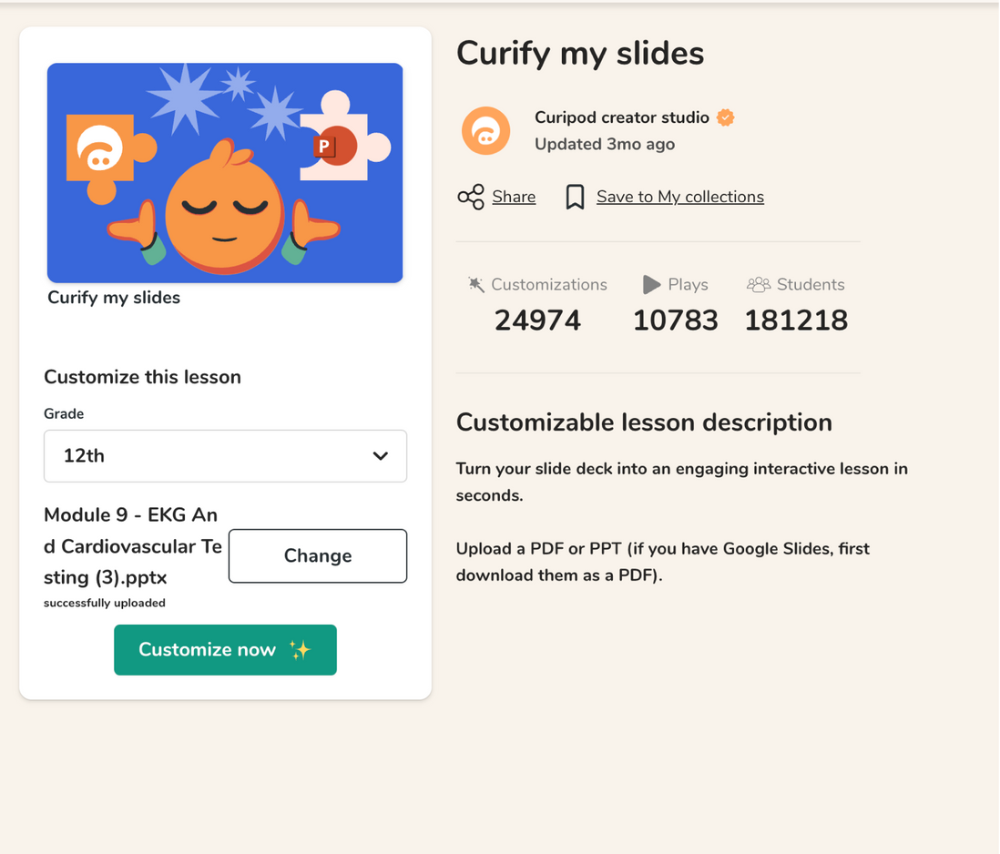 P
Curify my slides
Customize this lesson
Grade
12th
Module 9 - EKG An
d Cardiovascular Te
sting (3).pptx
Change
successfully uploaded
Customize now
Curify my slides
Curipod creator studio
Updated 3mo ago
Share
Save to My collections
Customizations
24974
Plays
10783
Students
181218
Customizable lesson description
Turn your slide deck into an engaging interactive lesson in
seconds.
Upload a PDF or PPT (if you have Google Slides, first
download them as a PDF).